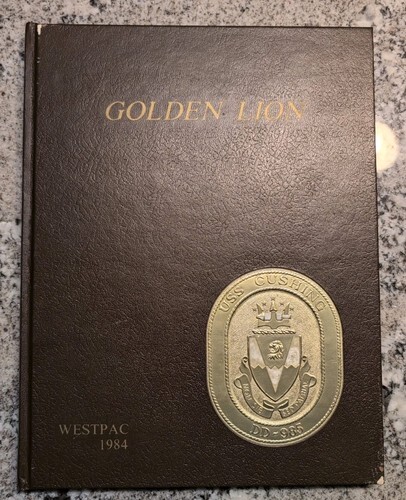 GOLDEN LION
USS CUSHING
DD-985
WESTPAC
1984